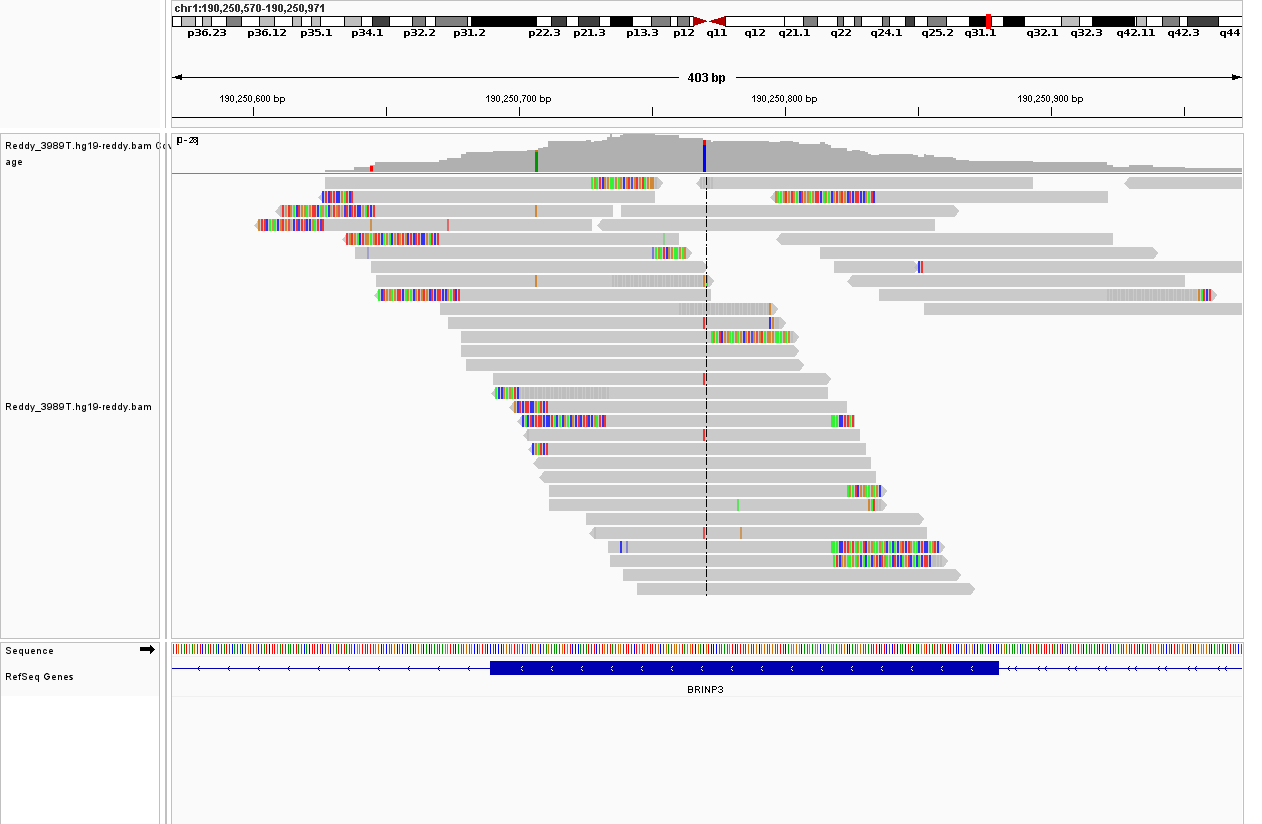 chr1:190,250,570-190,250,971
p36.23 p36.12 p35.1 p34.1 p32.2 p31.2 p22.3 p21.3 p13.3 p12 q11 q12 q21.1 q22 q24.1 q25.2 q31.1 q32.1 q32.3 q42.11 q42.3 q44
403 bp
190,250,600 bp 190,250,700 bp 190,250,800 bp 190,250,900 bp
Reddy_3989T.hg19-reddy.bam Cov
age
[0-28]
Reddy_3989T.hg19-reddy.bam
Sequence
RefSeq Genes
BRINP3